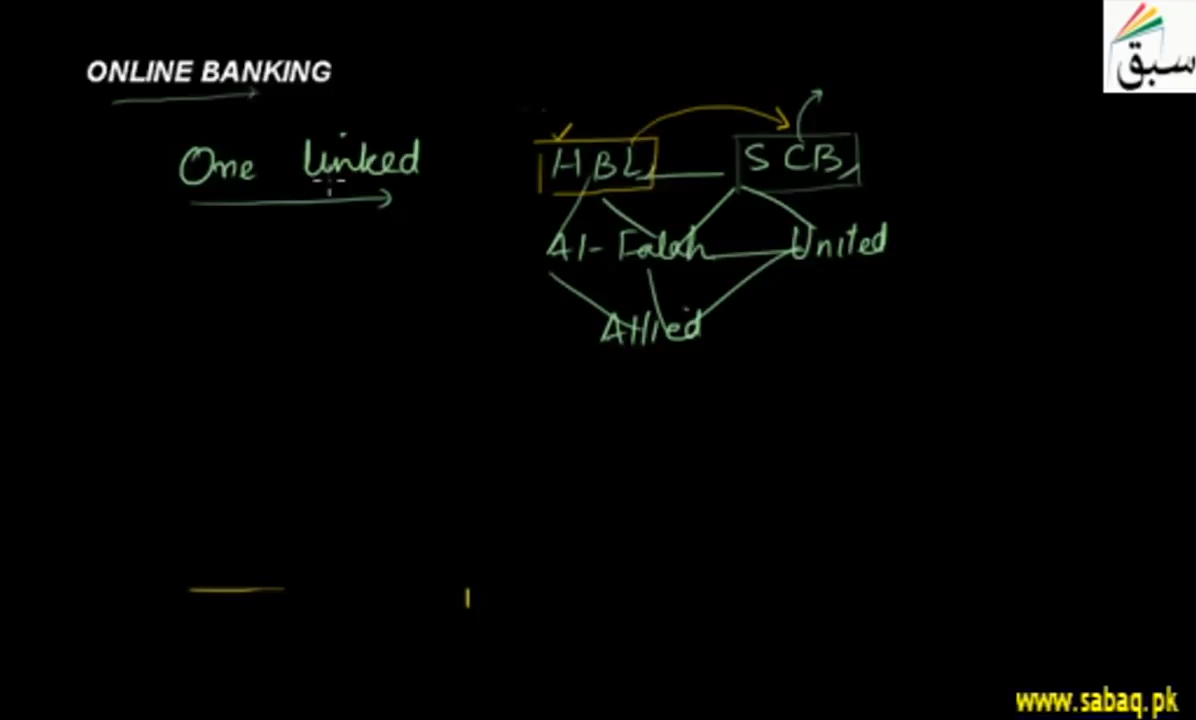 سبق
ONLINE BANKING
One linked
HBL SCB
Al-Falah United
Allied
www.sabaq.pk